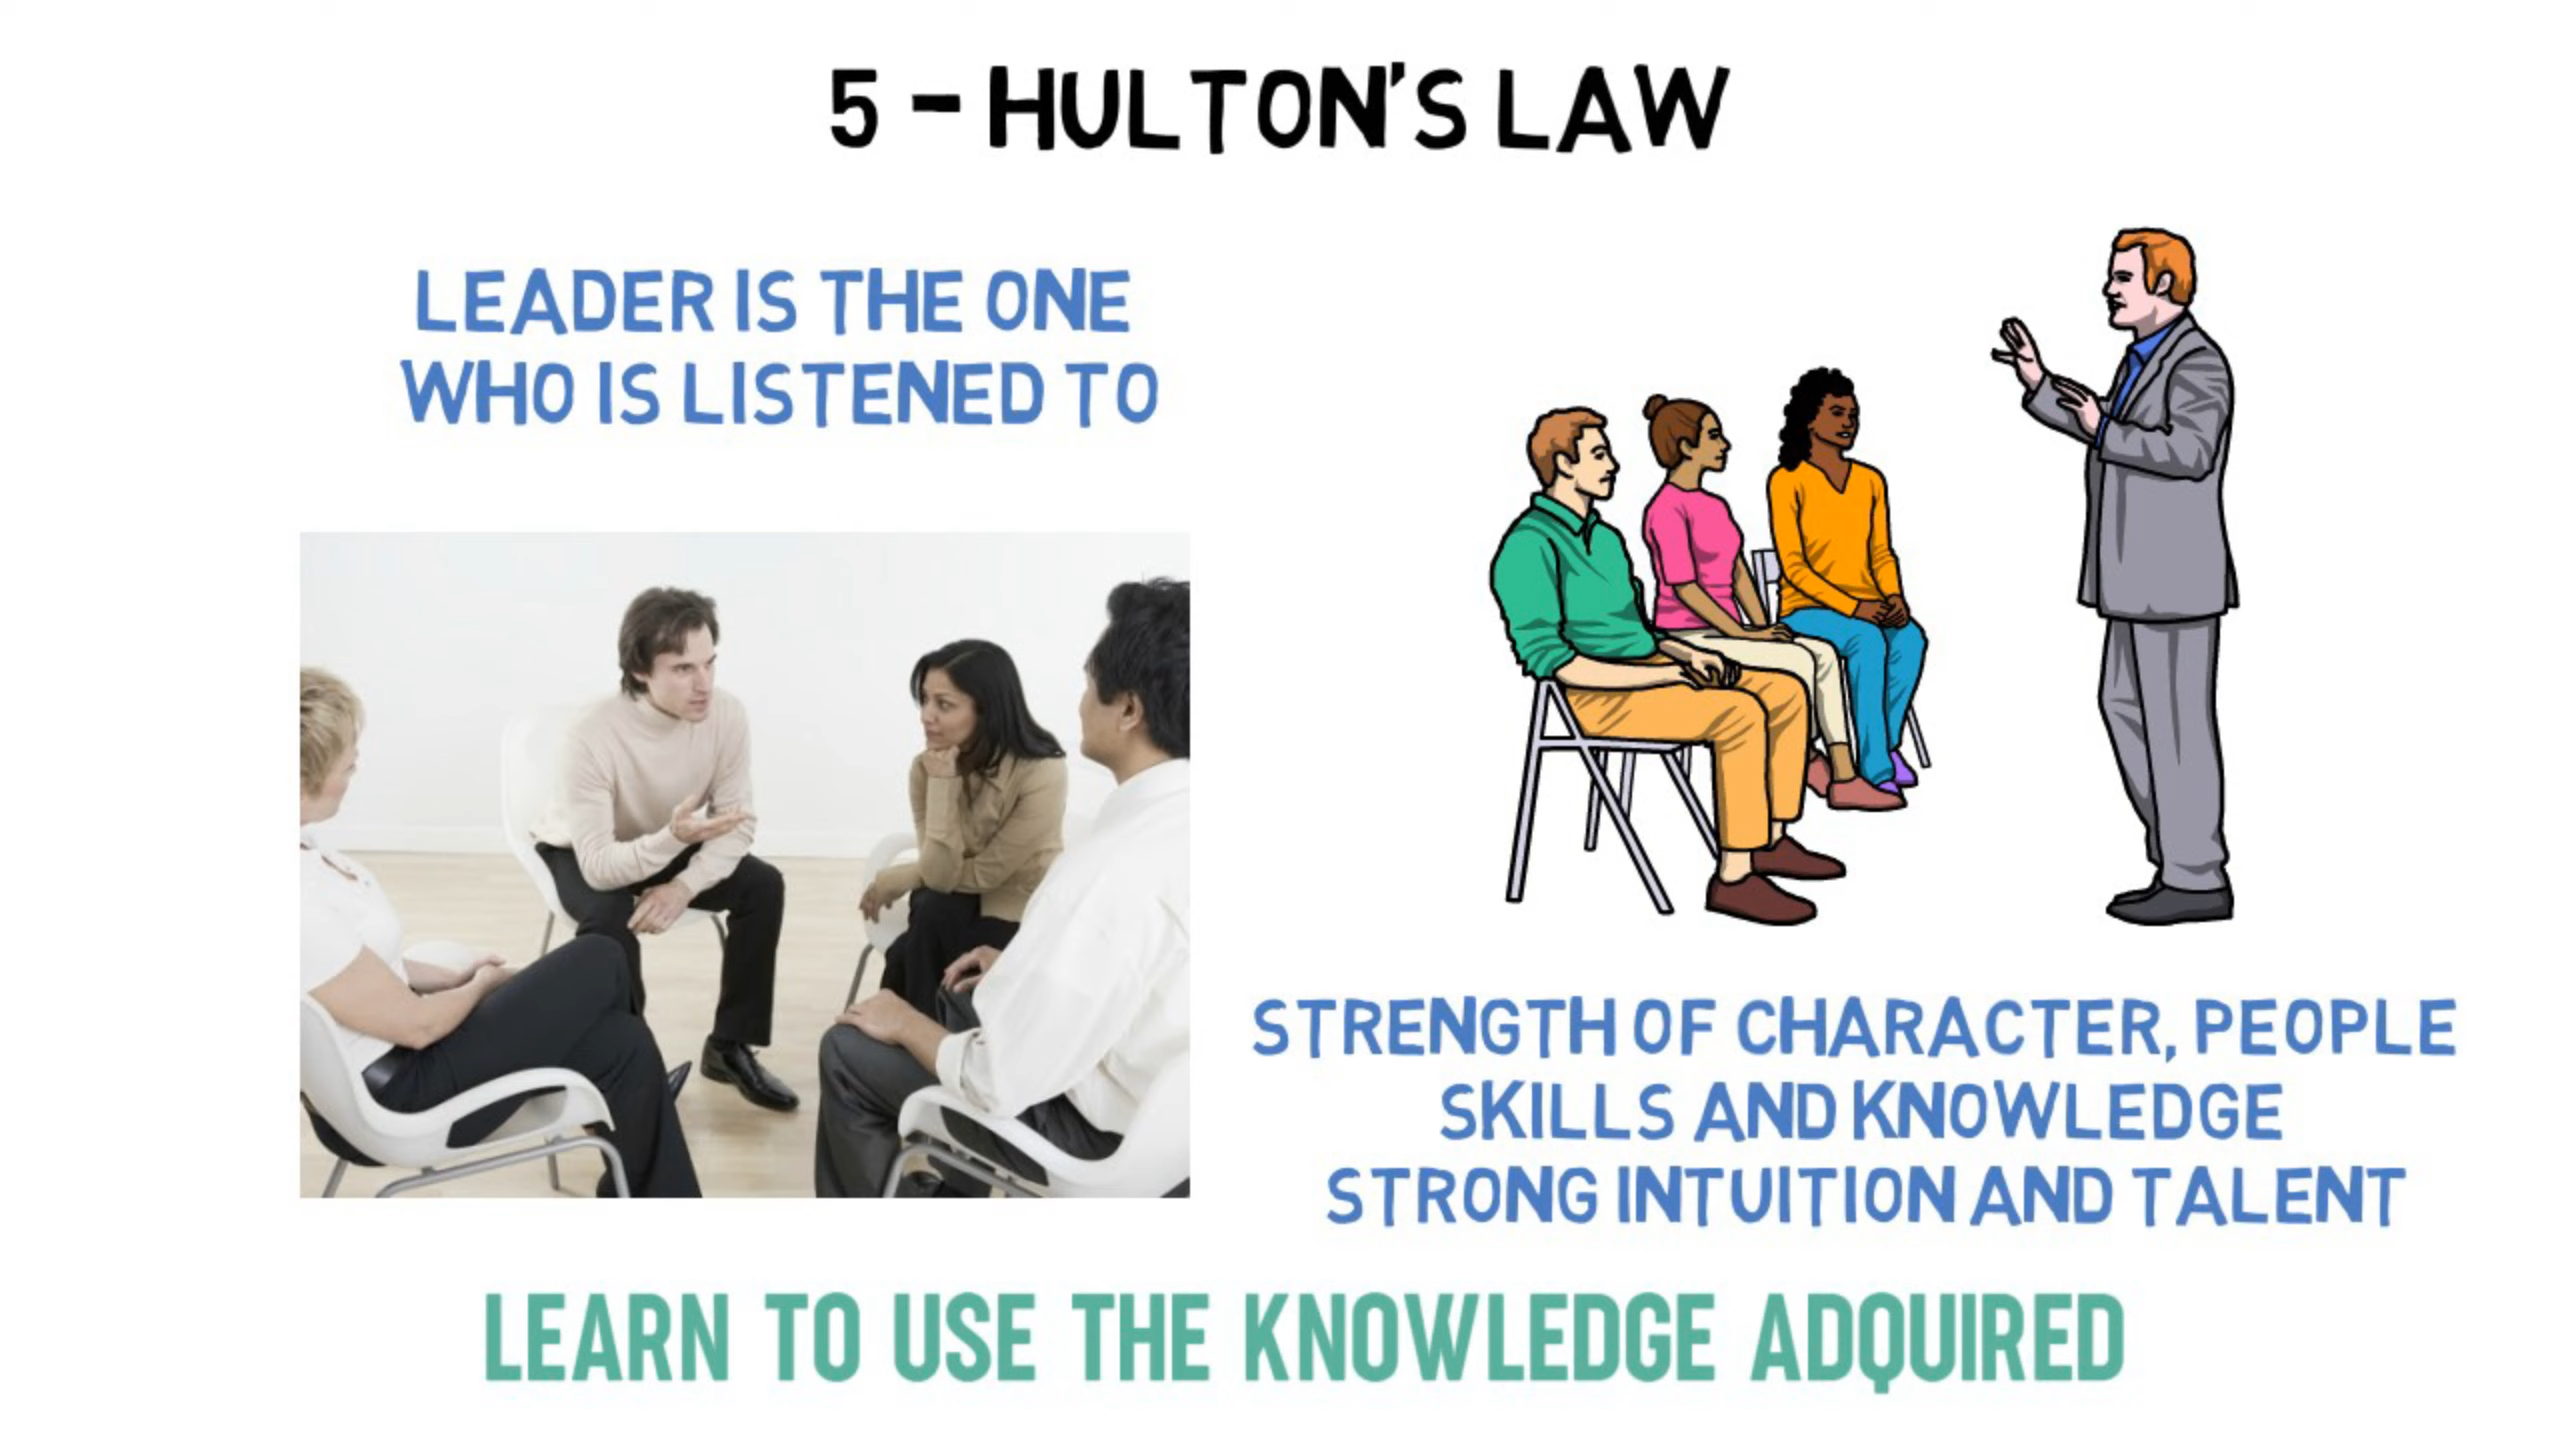 5 - HULTON'S LAW
LEADER IS THE ONE
WHO IS LISTENED TO
STRENGTH OF CHARACTER, PEOPLE
SKILLS AND KNOWLEDGE
STRONG INTUITION AND TALENT
LEARN TO USE THE KNOWLEDGE ADQUIRED